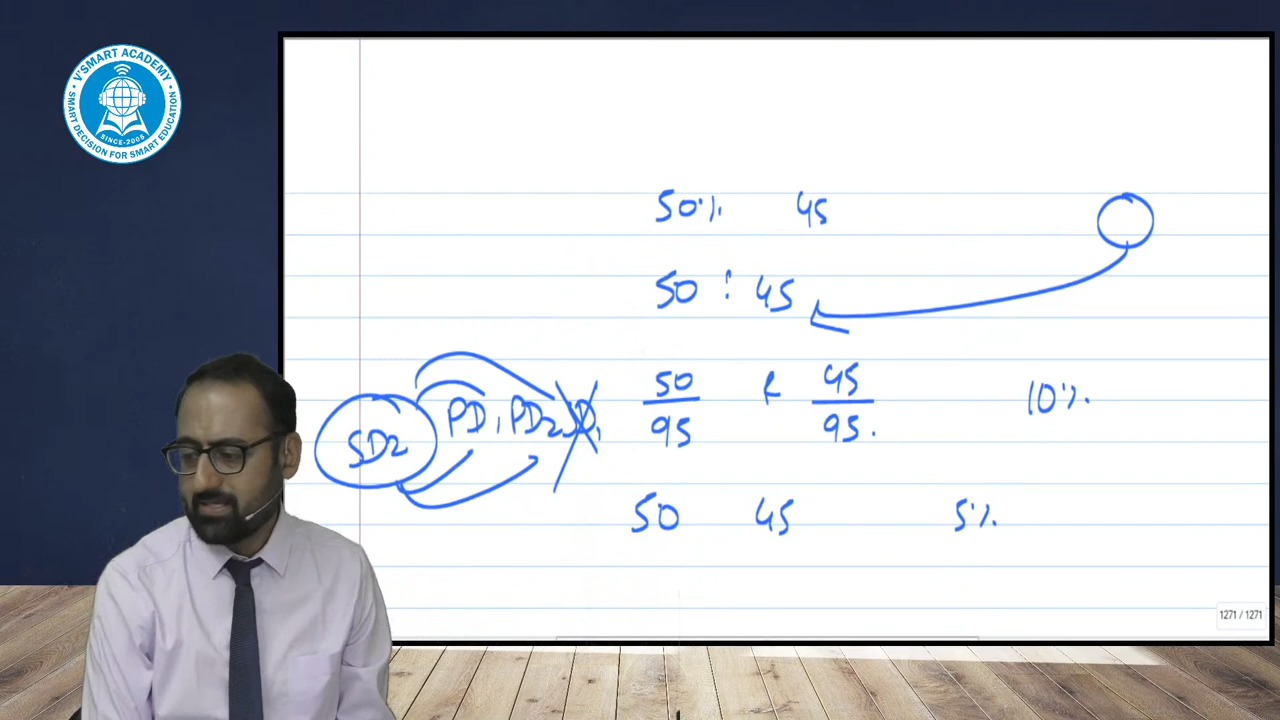 V'SMART ACADEMY
SMART DECISION FOR SMART EDUCATION
SINCE-2005
50% 45
50 : 45
50/95 & 45/95. 10%.
SD2 PD1 PD2 SD1
50 45 5%.
1271 / 1271